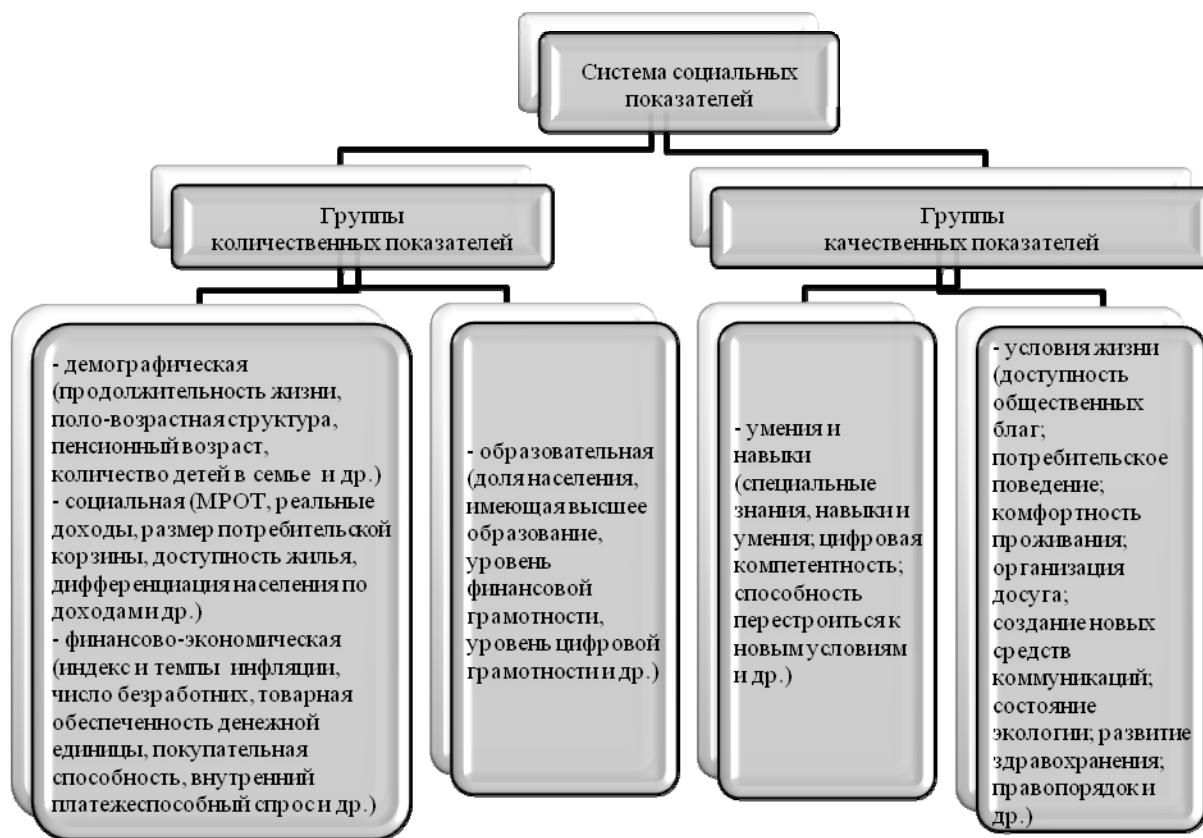 Система социальных
показателей
Группы
количественных показателей
Группы
качественных показателей
- демографическая
(продолжительность жизни,
поло-возрастная структура,
пенсионный возраст,
количество детей в семье и др.)
- социальная (МРОТ, реальные
доходы, размер потребительской
корзины, доступность жилья,
дифференциация населения по
доходам и др.)
- финансово-экономическая
(индекс и темпы инфляции,
число безработних, товарная
обеспеченность денежной
единицы, покупательная
способность, внутренний
платежеспособный спрос и др.)
- образовательная
(доля населения,
имеющая высшее
образование,
уровень
финансовой
грамотности,
уровень цифровой
грамотности и др.)
- умения и
навыки
(специальные
знания, навыки и
умения; цифровая
компетентность;
способность
перестроиться к
новым условиям
и др.)
- условия жизни
(доступность
общественных
благ;
потребительское
поведение;
комфортность
проживания;
организация
досуга;
создание новых
средств
коммуникаций;
состояние
экологии; развитие
здравохранения;
правопорядок и
др.)